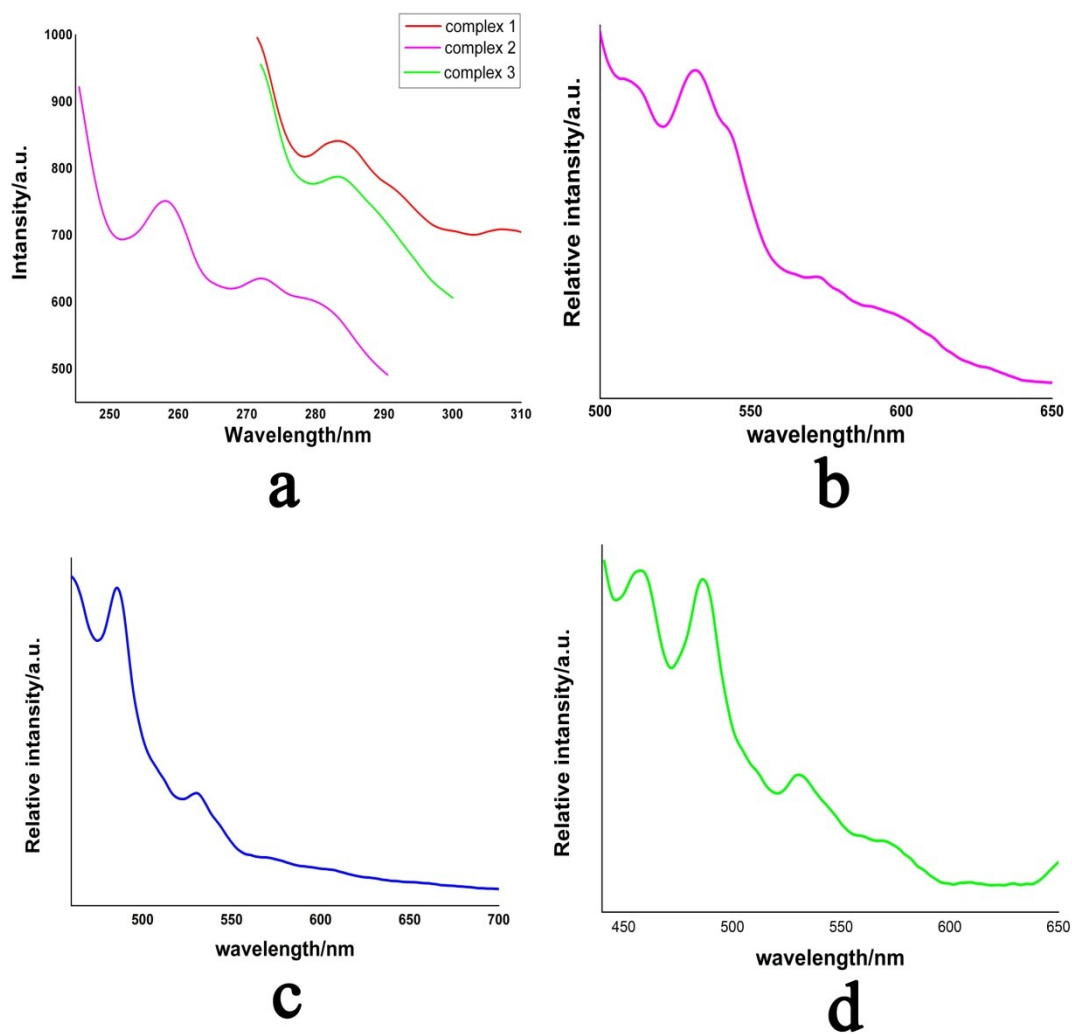 complex 1
complex 2
complex 3
Intansity/a.u.
1000
900
800
700
600
500
250 260 270 280 290 300 310
Wavelength/nm
a
Relative intansity/a.u.
500 550 600 650
wavelength/nm
b
Relative intansity/a.u.
500 550 600 650 700
wavelength/nm
c
Relative intansity/a.u.
450 500 550 600 650
wavelength/nm
d